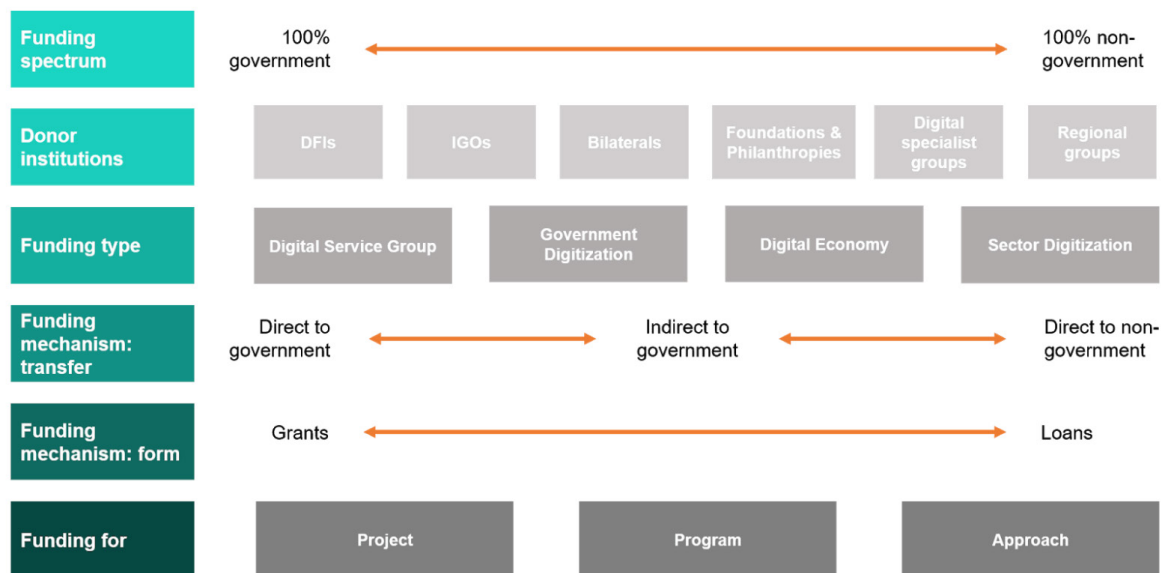 Funding
spectrum
100%
government
100% non-
government
Donor
institutions
DFIs
IGOs
Bilaterals
Foundations &
Philanthropies
Digital
specialist
groups
Regional
groups
Funding type
Digital Service Group
Government
Digitization
Digital Economy
Sector Digitization
Funding
mechanism:
transfer
Direct to
government
Indirect to
government
Direct to non-
government
Funding
mechanism: form
Grants
Loans
Funding for
Project
Program
Approach